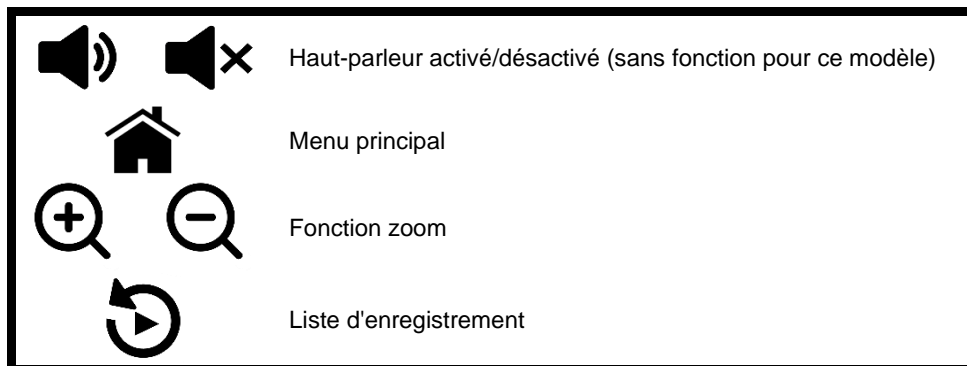 Haut-parleur activé/désactivé (sans fonction pour ce modèle)
Menu principal
Fonction zoom
Liste d'enregistrement